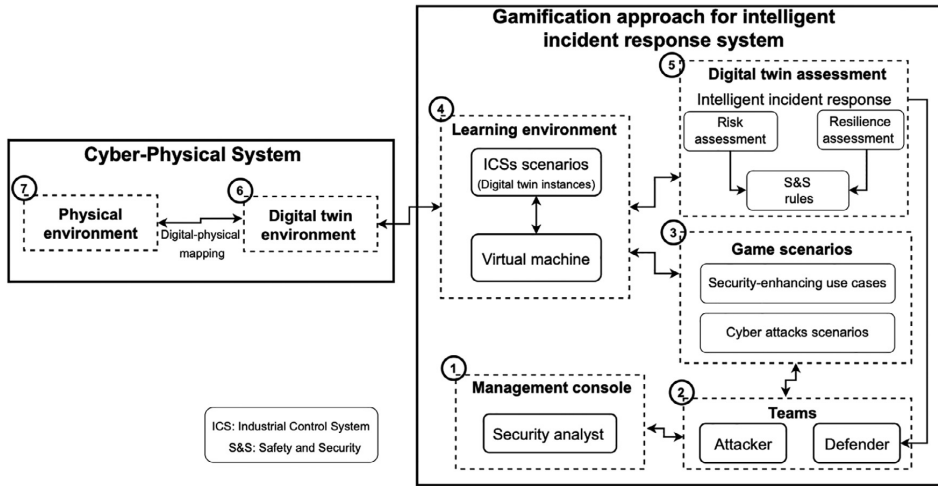 Gamification approach for intelligent
incident response system
Cyber-Physical System
7
Physical
environment
Digital-physical
mapping
6
Digital twin
environment
4
Learning environment
ICSs scenarios
(Digital twin instances)
Virtual machine
5
Digital twin assessment
Intelligent incident response
Risk
assessment
Resilience
assessment
S&S
rules
3
Game scenarios
Security-enhancing use cases
Cyber attacks scenarios
1
Management console
Security analyst
2
Teams
Attacker
Defender
ICS: Industrial Control System
S&S: Safety and Security